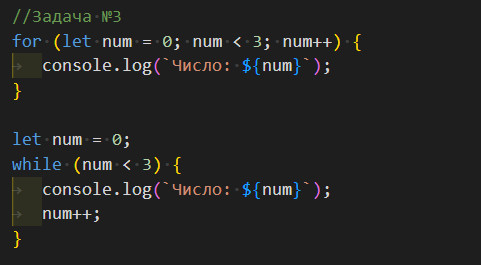 //Задача №3
for (let num = 0; num < 3; num++) {
console.log(`Число: ${num}`);
}
let num = 0;
while (num < 3) {
console.log(`Число: ${num}`);
num++;
}